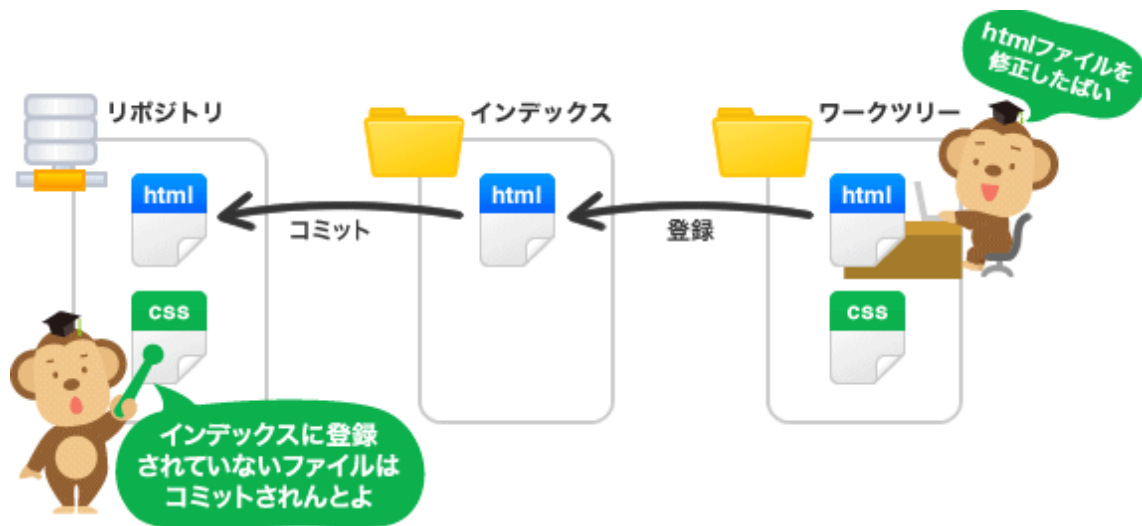 htmlファイルを
修正したばい
リポジトリ
インデックス
ワークツリー
html
html
html
コミット
登録
css
css
インデックスに登録
されていないファイルは
コミットされんとよ